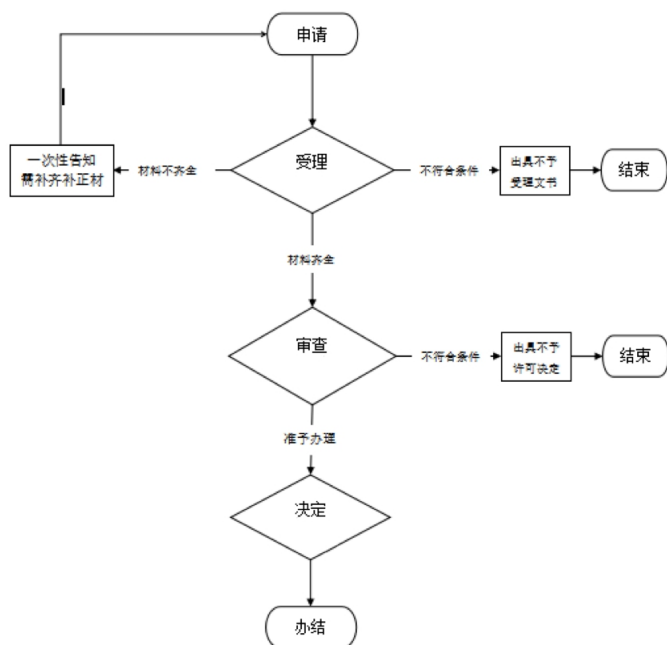 申请
受理
一次性告知
需补齐补正材
材料不齐全
不符合条件
出具不予
受理文书
结束
材料齐全
审查
不符合条件
出具不予
许可决定
结束
准予办理
决定
办结